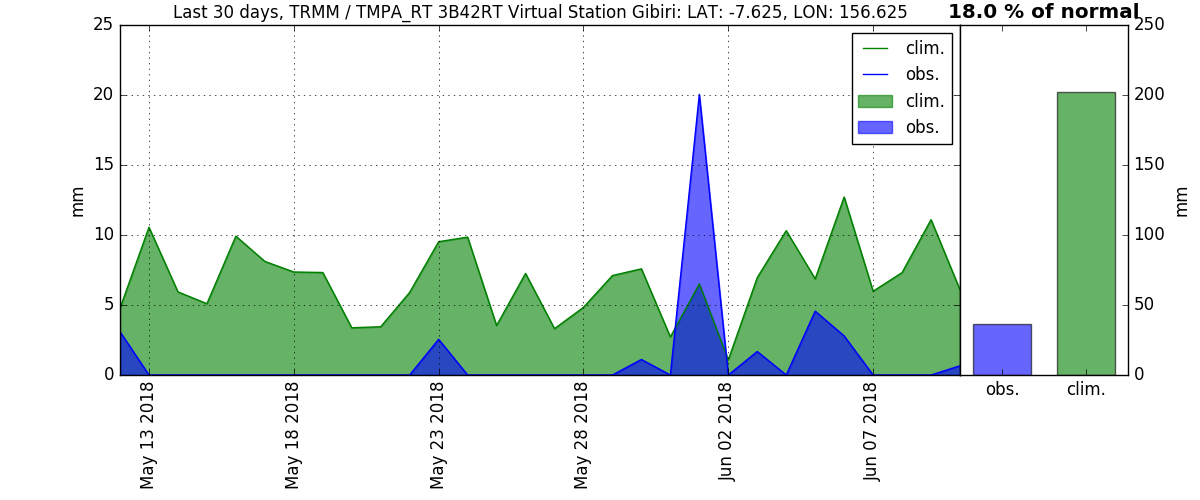 Last 30 days, TRMM / TMPA_RT 3B42RT Virtual Station Gibiri: LAT: -7.625, LON: 156.625
18.0 % of normal
25
20
15
10
5
0
mm
clim.
obs.
clim.
obs.
May 13 2018
May 18 2018
May 23 2018
May 28 2018
Jun 02 2018
Jun 07 2018
250
200
150
100
50
0
mm
obs.
clim.